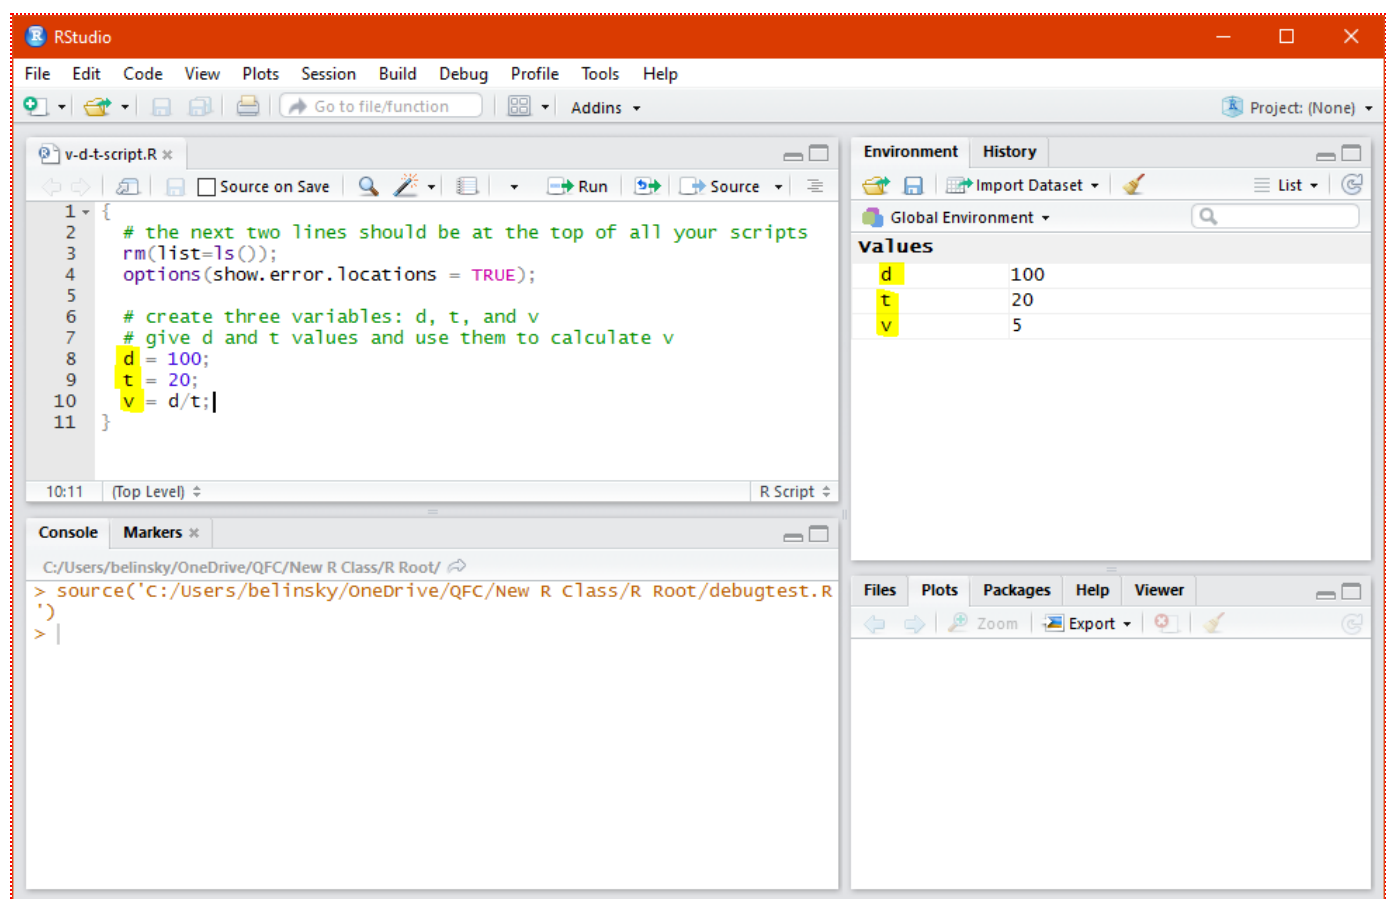 RStudio
File Edit Code View Plots Session Build Debug Profile Tools Help
Go to file/function Addins Project: (None)
v-d-t-script.R
Source on Save Run Source
1 {
2 # the next two lines should be at the top of all your scripts
3 rm(list=ls());
4 options(show.error.locations = TRUE);
5
6 # create three variables: d, t, and v
7 # give d and t values and use them to calculate v
8 d = 100;
9 t = 20;
10 v = d/t;
11 }
10:11 (Top Level) R Script
Console Markers
C:/Users/belinsky/OneDrive/QFC/New R Class/R Root/
> source('C:/Users/belinsky/OneDrive/QFC/New R Class/R Root/debugtest.R
')
>
Environment History
Import Dataset List
Global Environment
Values
d 100
t 20
v 5
Files Plots Packages Help Viewer
Zoom Export